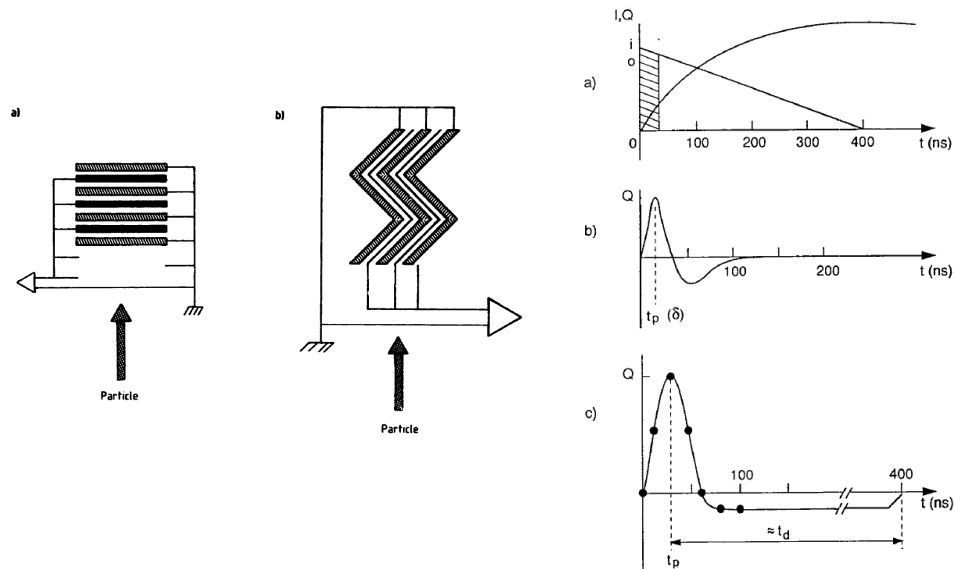 a)
Particle
b)
Particle
I,Q
i
o
a)
0
100
200
300
400
t (ns)
Q
b)
100
200
t (ns)
tp (δ)
Q
c)
100
400
t (ns)
≈ td
tp